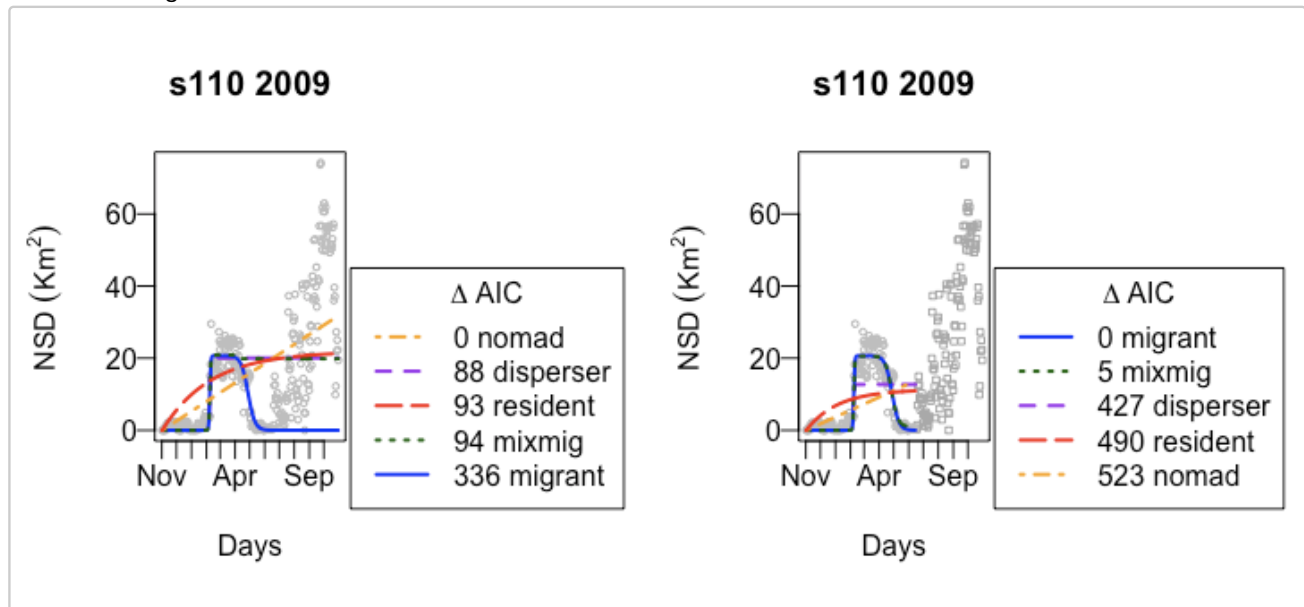 s110 2009
NSD (Km²)
60
40
20
0
Nov Apr Sep
Days
Δ AIC
0 nomad
88 disperser
93 resident
94 mixmig
336 migrant
s110 2009
NSD (Km²)
60
40
20
0
Nov Apr Sep
Days
Δ AIC
0 migrant
5 mixmig
427 disperser
490 resident
523 nomad